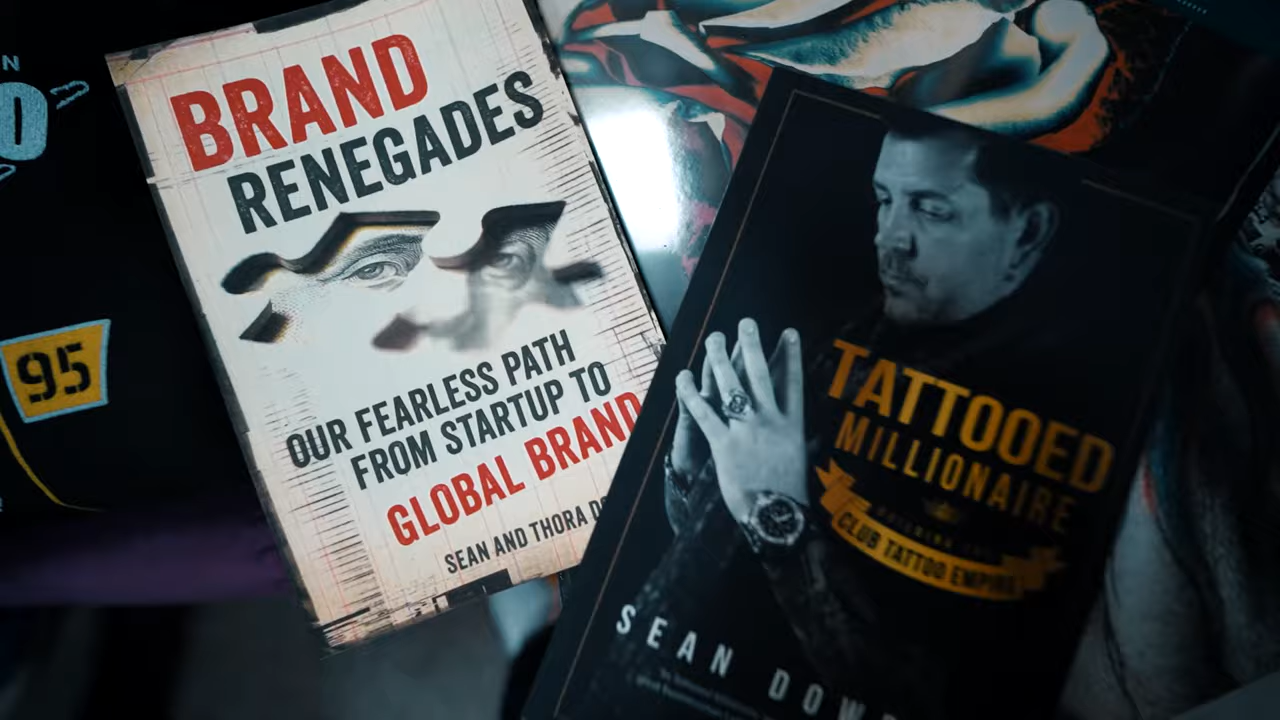 BRAND
RENEGADES
OUR FEARLESS PATH
FROM STARTUP TO
GLOBAL BRAND
SEAN AND THORA
TATTOOED
MILLIONAIRE
CLUB TATTOO EMPIRE
SEAN
95